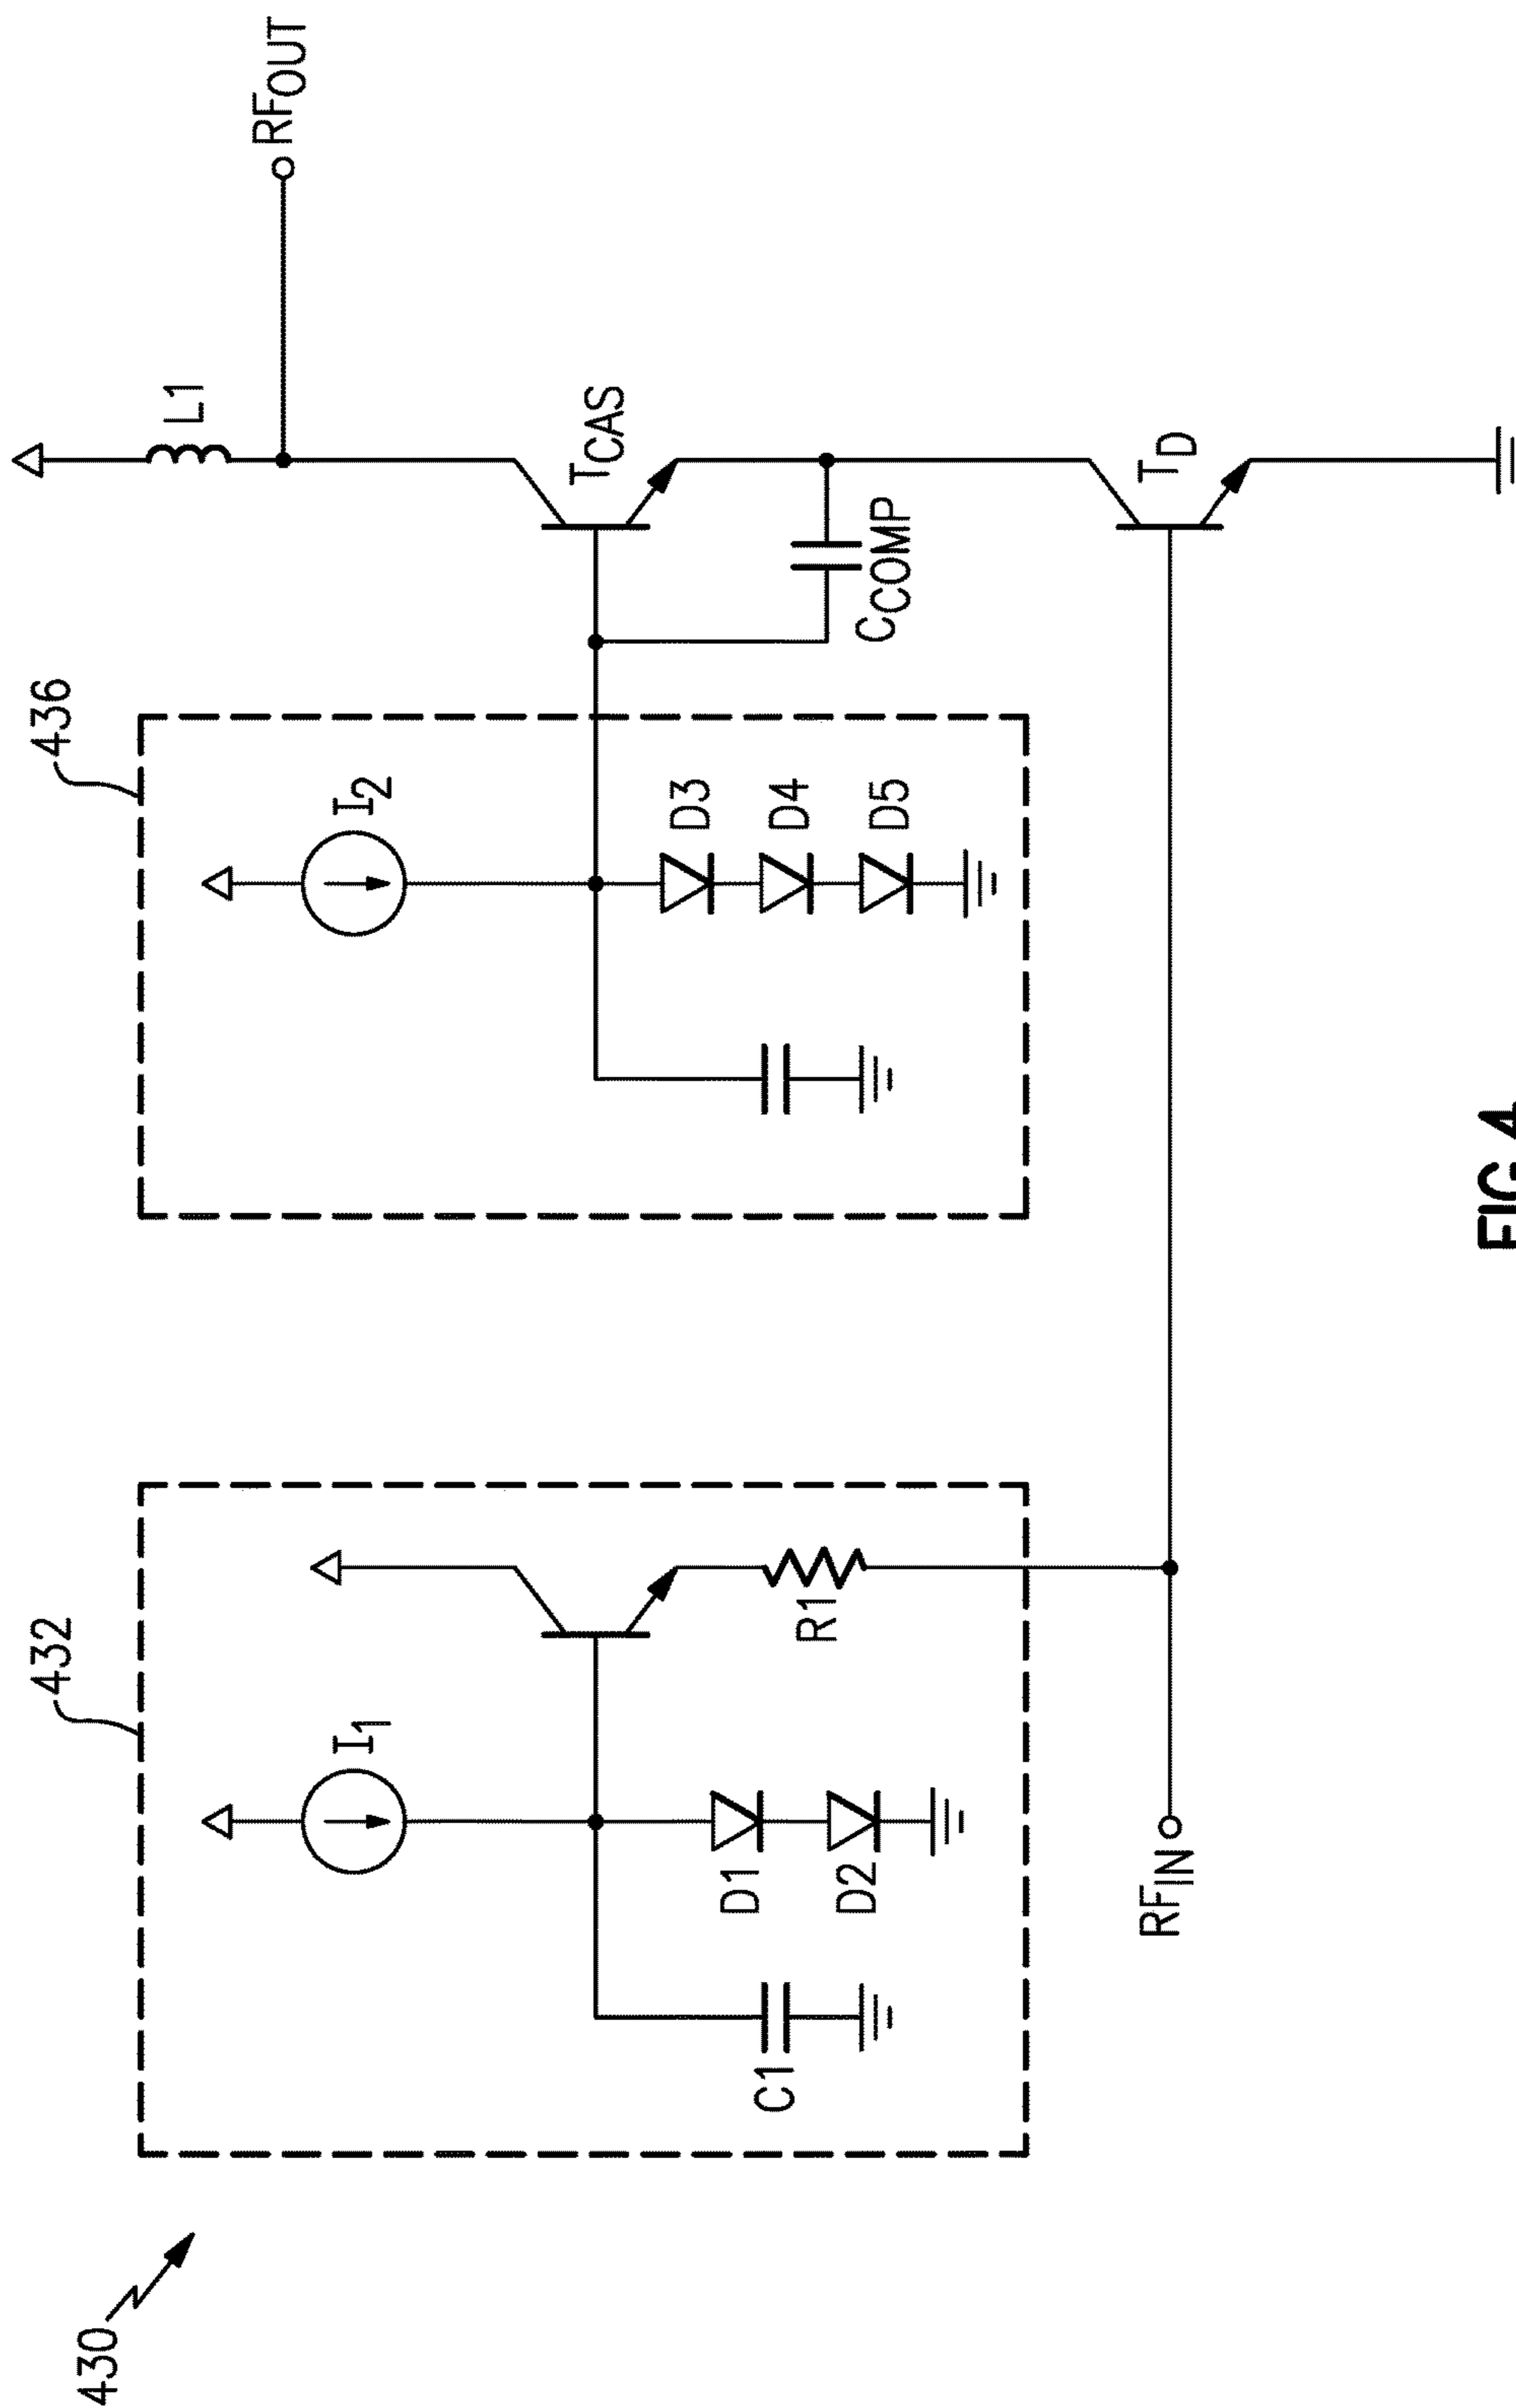 430
432
436
I1
I2
L1
RFOUT
TCAS
C1
D1
D2
R1
D3
D4
D5
CCOMP
TD
RFIN
FIG.4